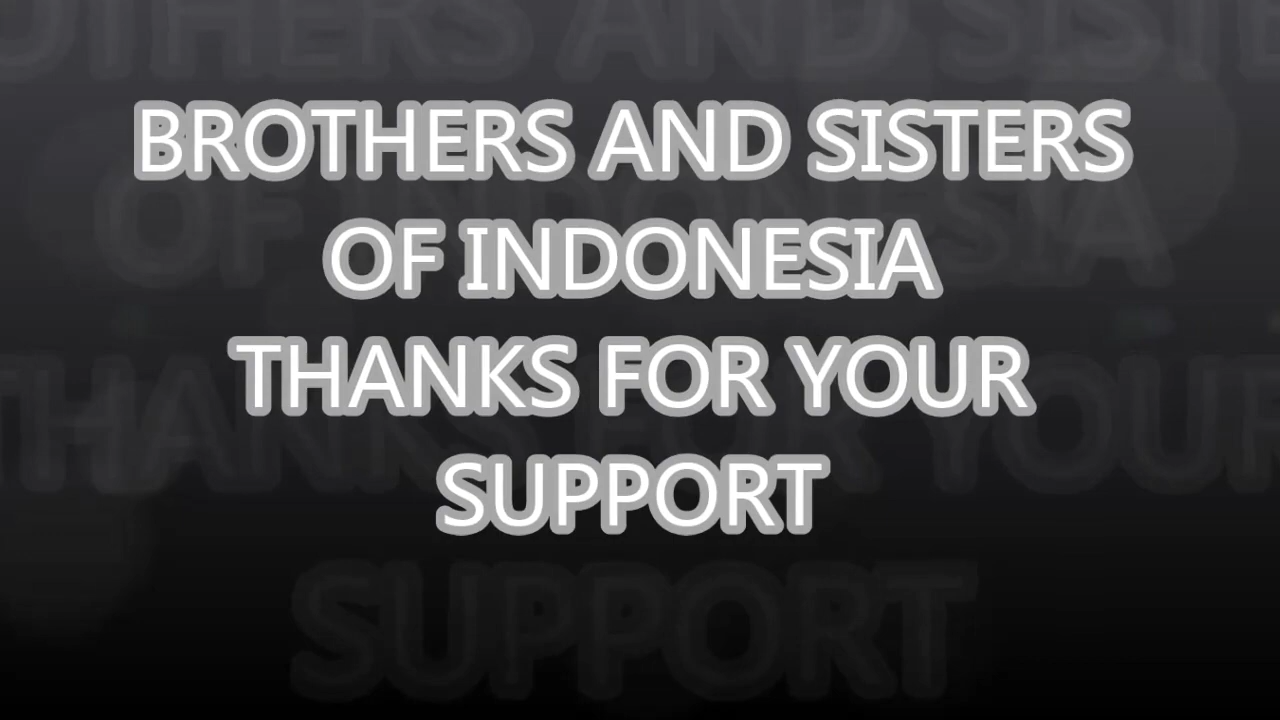 BROTHERS AND SISTERS
OF INDONESIA
THANKS FOR YOUR
SUPPORT